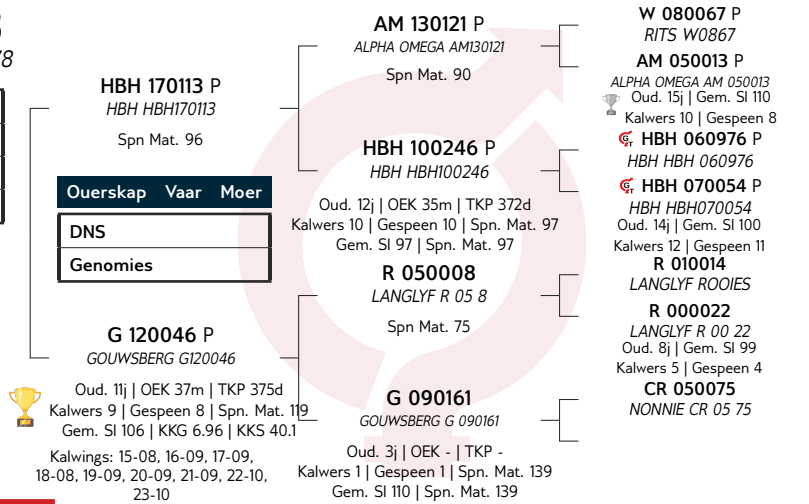 /8
HBH 170113 P
HBH HBH170113
Spn Mat. 96
Ouerskap Vaar Moer
DNS
Genomies
G 120046 P
GOUWSBERG G120046
Oud. 11j | OEK 37m | TKP 375d
Kalwers 9 | Gespeen 8 | Spn. Mat. 119
Gem. SI 106 | KKG 6.96 | KKS 40.1
Kalwings: 15-08, 16-09, 17-09,
18-08, 19-09, 20-09, 21-09, 22-10,
23-10
AM 130121 P
ALPHA OMEGA AM130121
Spn Mat. 90
HBH 100246 P
HBH HBH100246
Oud. 12j | OEK 35m | TKP 372d
Kalwers 10 | Gespeen 10 | Spn. Mat. 97
Gem. SI 97 | Spn. Mat. 97
R 050008
LANGLYF R 05 8
Spn Mat. 75
G 090161
GOUWSBERG G 090161
Oud. 3j | OEK - | TKP -
Kalwers 1 | Gespeen 1 | Spn. Mat. 139
Gem. SI 110 | Spn. Mat. 139
W 080067 P
RITS W0867
AM 050013 P
ALPHA OMEGA AM 050013
Oud. 15j | Gem. SI 110
Kalwers 10 | Gespeen 8
GT HBH 060976 P
HBH HBH 060976
GT HBH 070054 P
HBH HBH070054
Oud. 14j | Gem. SI 100
Kalwers 12 | Gespeen 11
R 010014
LANGLYF ROOIES
R 000022
LANGLYF R 00 22
Oud. 8j | Gem. SI 99
Kalwers 5 | Gespeen 4
CR 050075
NONNIE CR 05 75